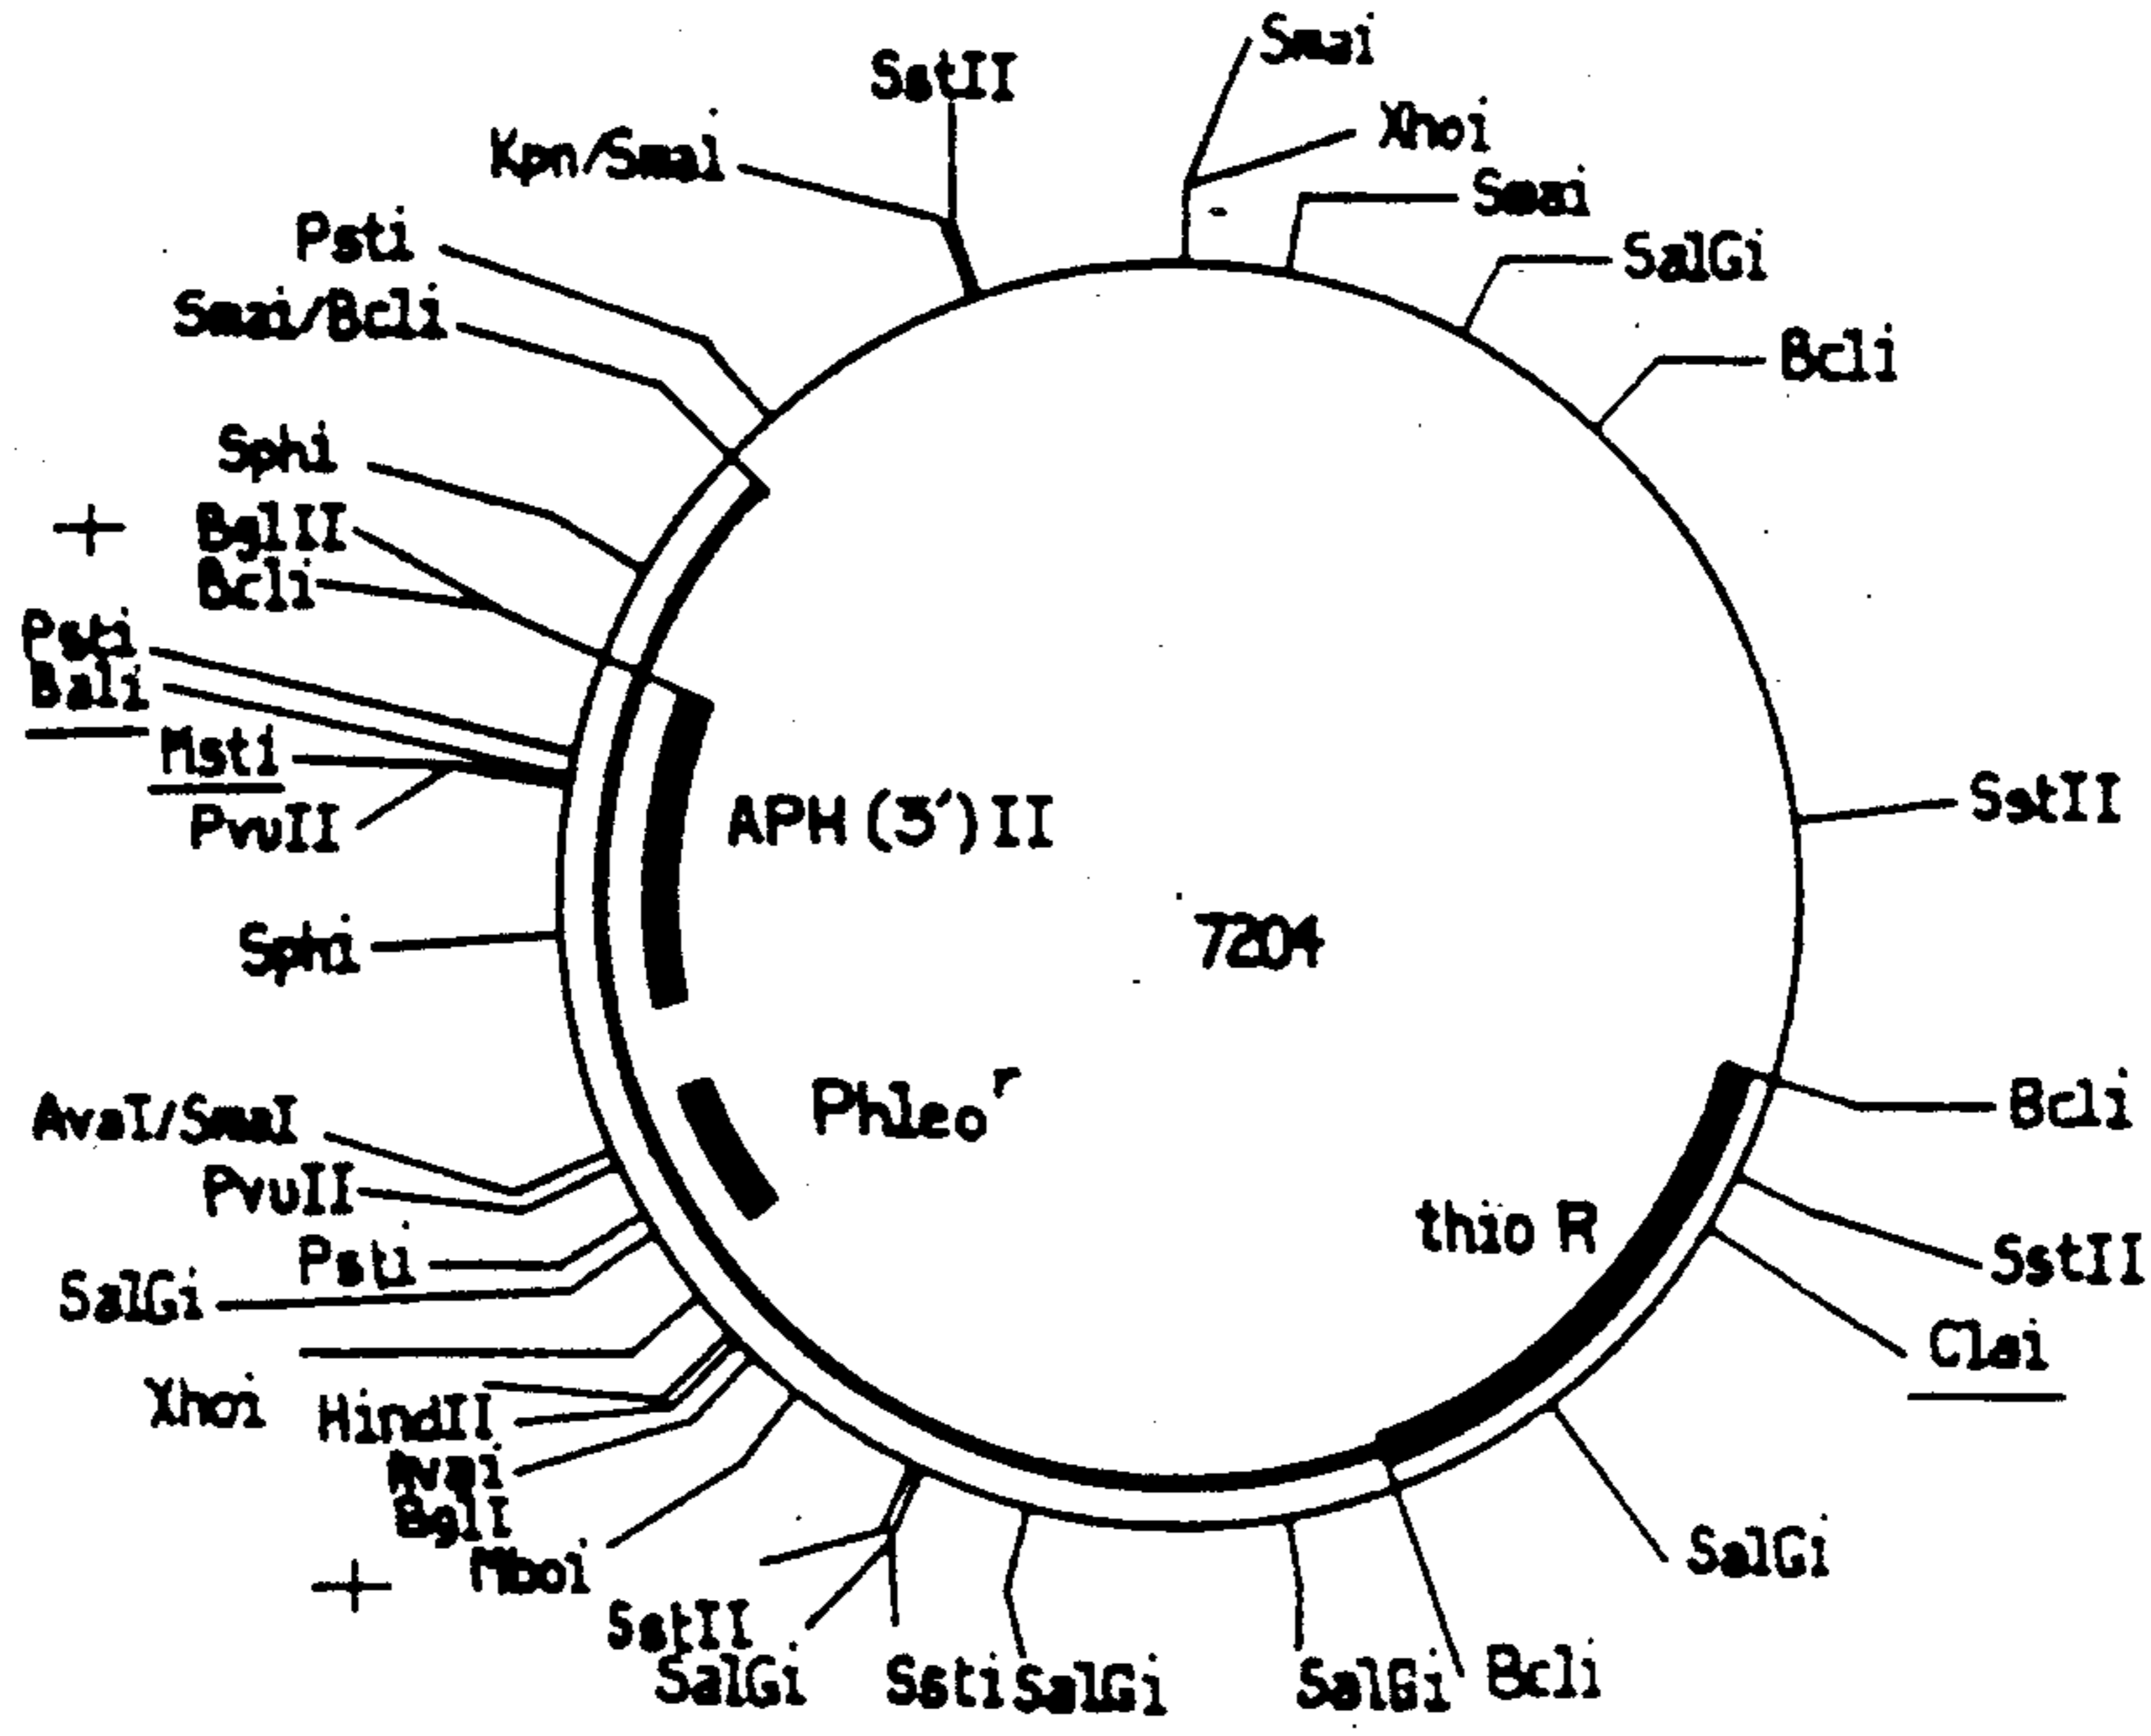 SstII
Smai
Xhoi
Kpn/Smai
Smai
Psti
SalGi
Smai/Bcli
Bcli
Sphi
+ BglII
Bcli
Psti
Bali
Msti
PvuII
APH (3′) II
SstII
Sphi
7204
Phleo r
AvaI/SmaI
Bcli
PvuII
thio R
Psti
SstII
SalGi
Clai
Xhoi
HindII
Avai
BglI
+ Mboi
SalGi
SstII
SalGi
Ssti
SalGi
SalGi
Bcli